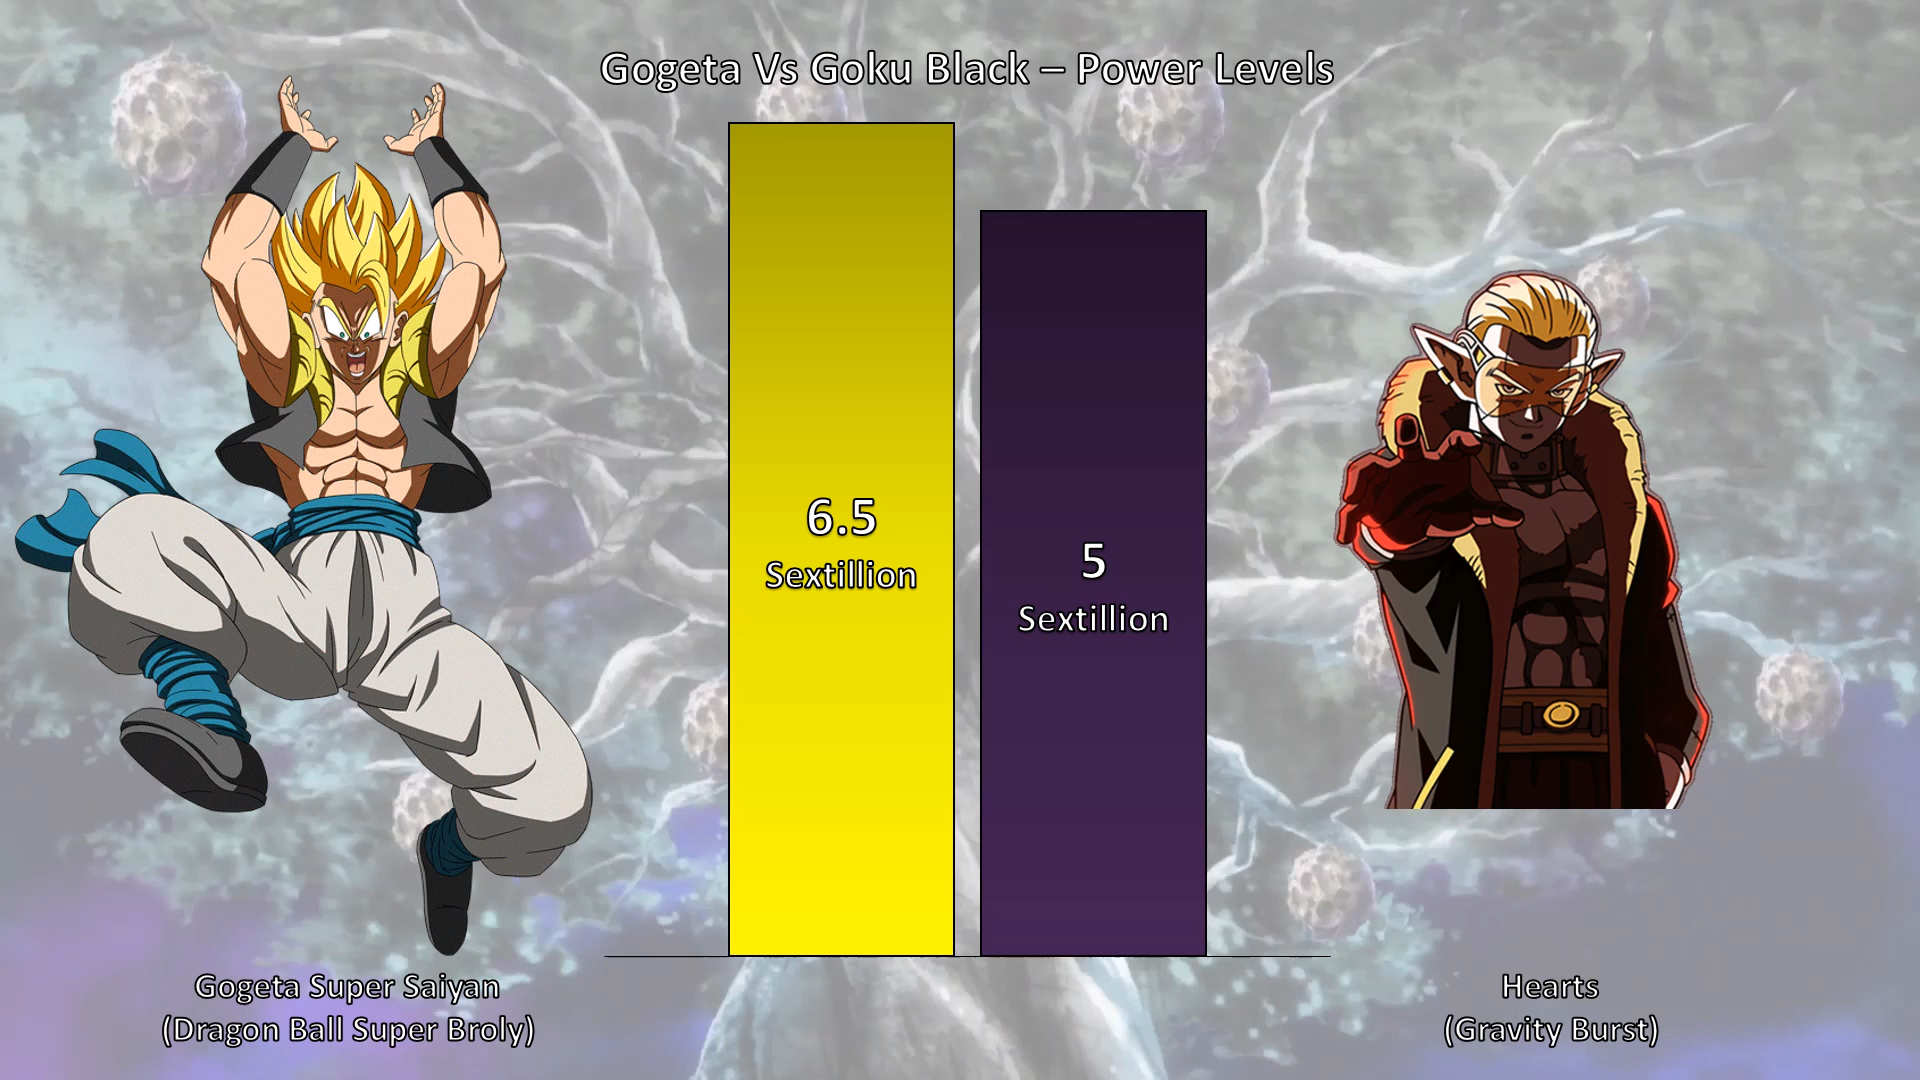 Gogeta Vs Goku Black – Power Levels
6.5
Sextillion
5
Sextillion
Gogeta Super Saiyan
(Dragon Ball Super Broly)
Hearts
(Gravity Burst)